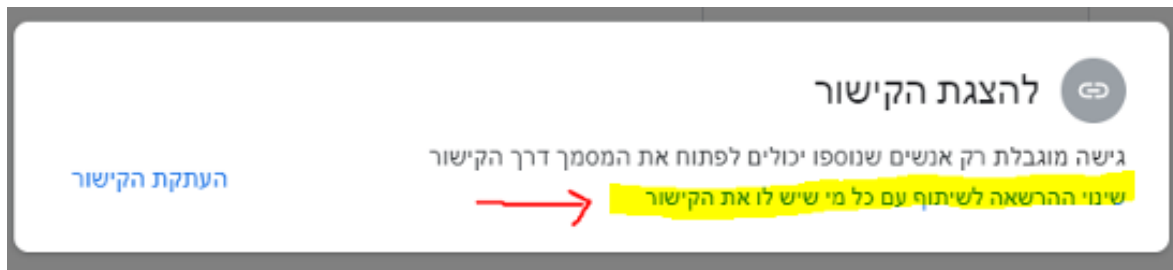 להצגת הקישור
גישה מוגבלת רק אנשים שנוספו יכולים לפתוח את המסמך דרך הקישור
שינוי ההרשאה לשיתוף עם כל מי שיש לו את הקישור
העתקת הקישור